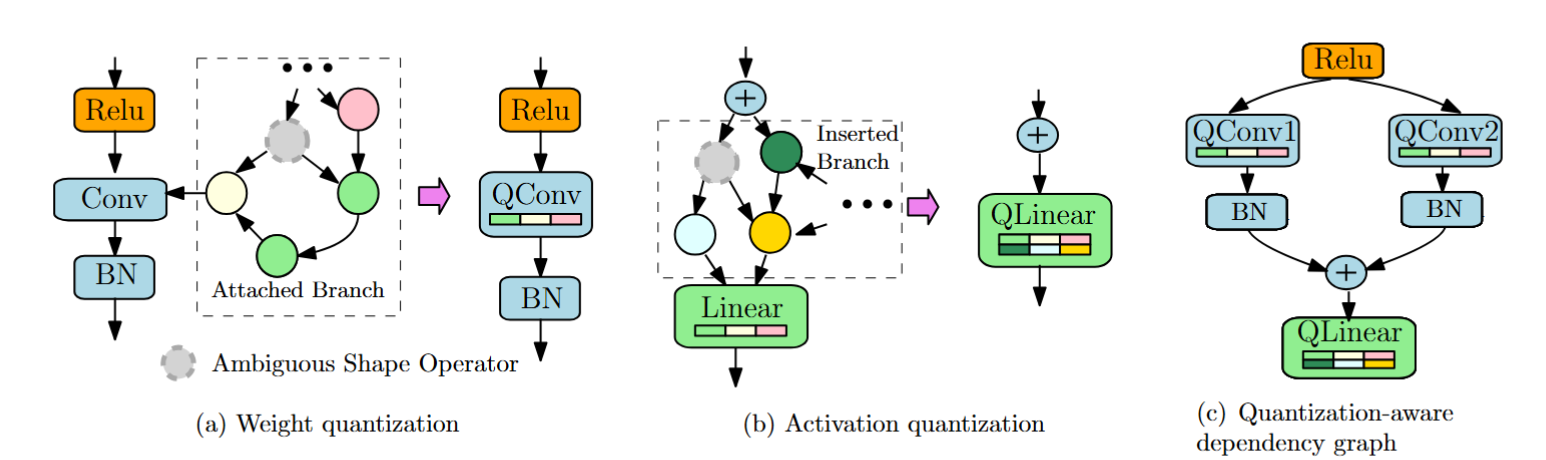 Relu
Conv
BN
• • •
Attached Branch
Relu
QConv
BN
Ambiguous Shape Operator
(a) Weight quantization
+
Inserted
Branch
• • •
Linear
+
QLinear
(b) Activation quantization
Relu
QConv1
QConv2
BN
BN
+
QLinear
(c) Quantization-aware
dependency graph